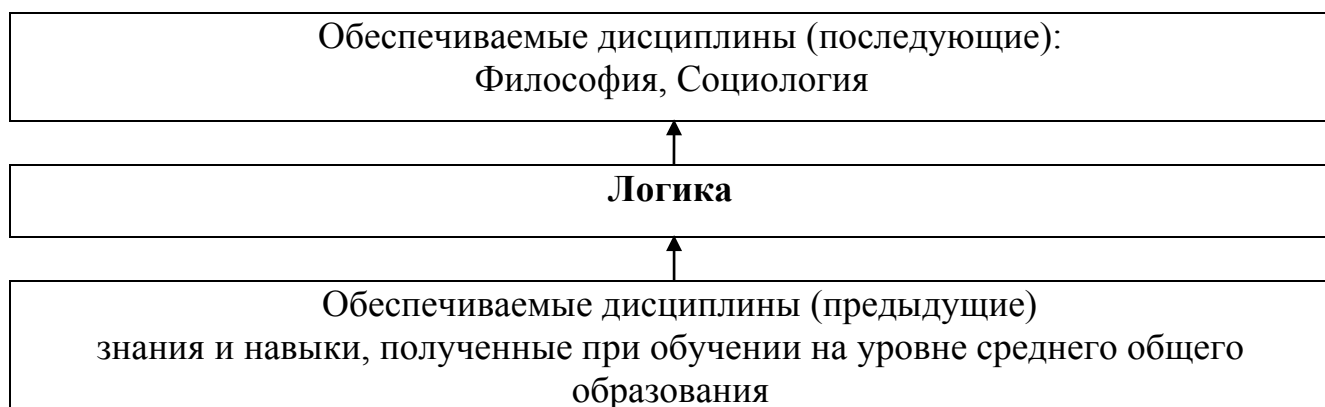 Обеспечиваемые дисциплины (последующие):
Философия, Социология
Логика
Обеспечиваемые дисциплины (предыдущие)
знания и навыки, полученные при обучении на уровне среднего общего
образования